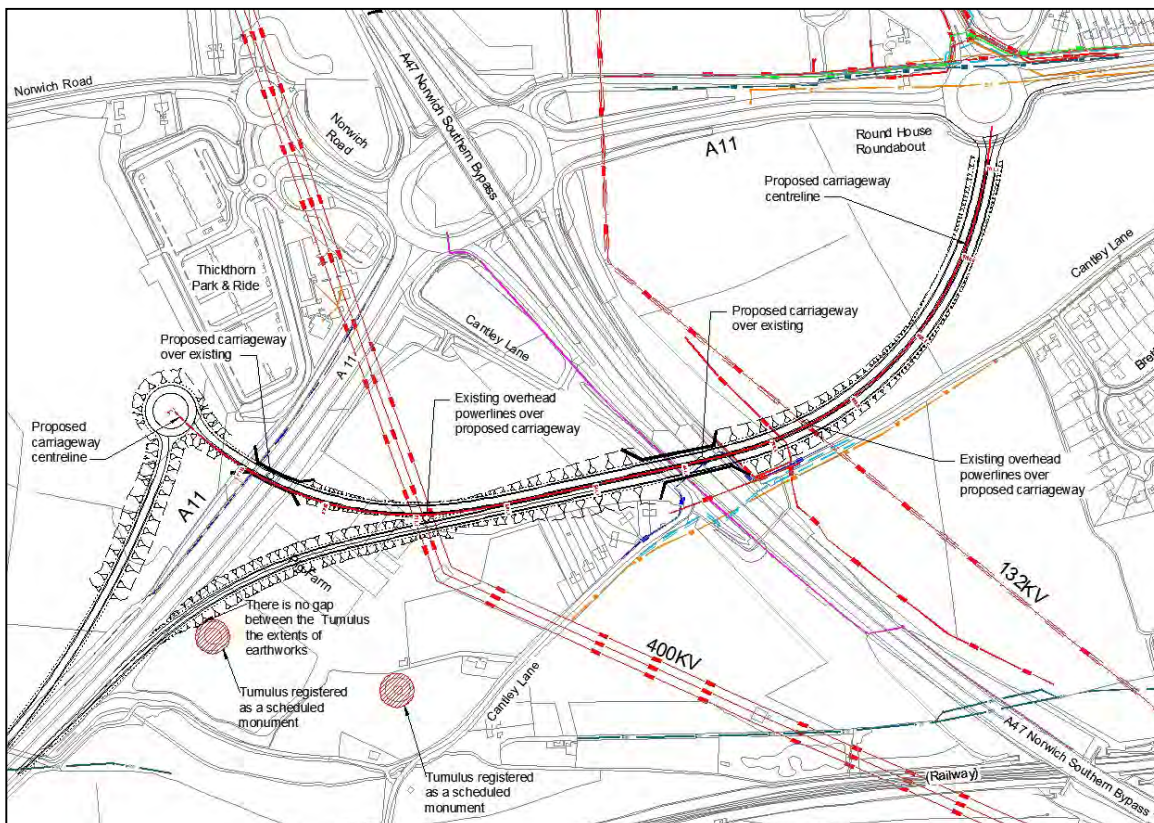 Norwich Road
Norwich
Road
A47 Norwich Southern Bypass
A11
Round House
Roundabout
Proposed carriageway
centreline
Cantley Lane
Thickthorn
Park & Ride
Proposed carriageway
over existing
A 11
Cantley Lane
Proposed carriageway
over existing
Existing overhead
powerlines over
proposed carriageway
Proposed
carriageway
centreline
A11
Existing overhead
powerlines over
proposed carriageway
Farm
There is no gap
between the Tumulus
the extents of
earthworks
132KV
400KV
Tumulus registered
as a scheduled
monument
Cantley Lane
Tumulus registered
as a scheduled
monument
A47 Norwich Southern
Bypass
(Railway)